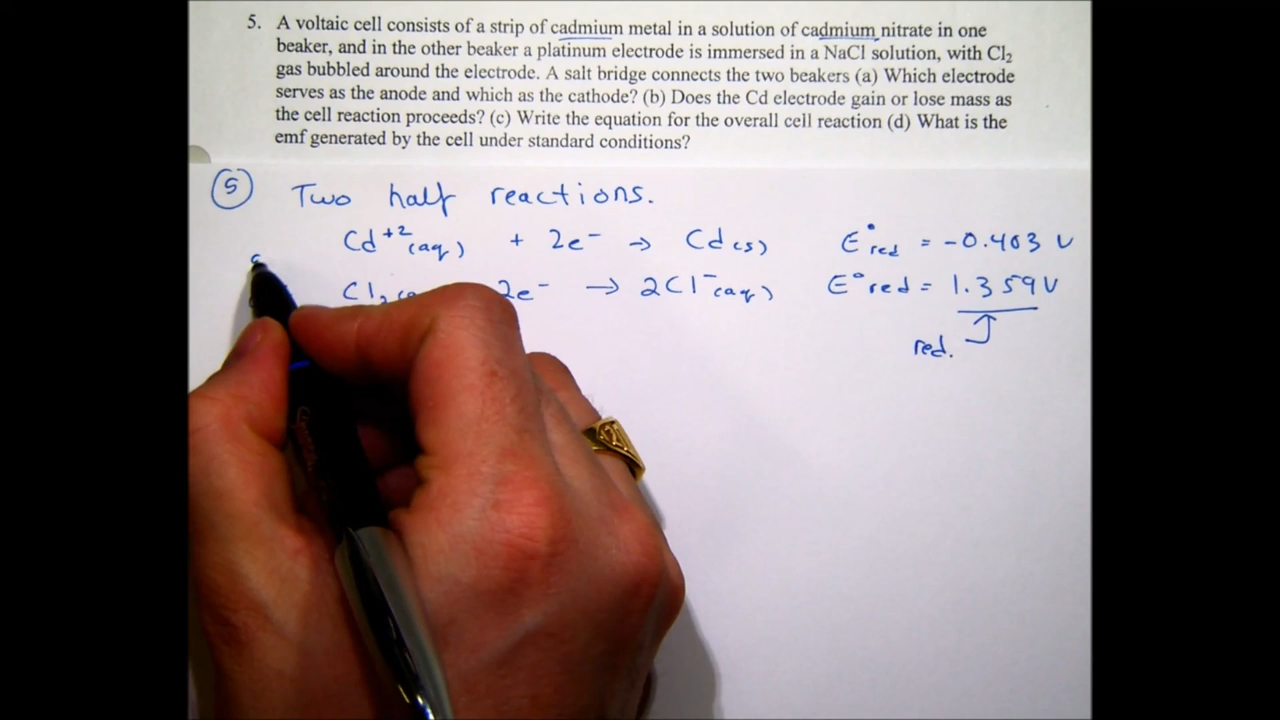 5. A voltaic cell consists of a strip of cadmium metal in a solution of cadmium nitrate in one
beaker, and in the other beaker a platinum electrode is immersed in a NaCl solution, with Cl₂
gas bubbled around the electrode. A salt bridge connects the two beakers (a) Which electrode
serves as the anode and which as the cathode? (b) Does the Cd electrode gain or lose mass as
the cell reaction proceeds? (c) Write the equation for the overall cell reaction (d) What is the
emf generated by the cell under standard conditions?
5 Two half reactions.
Cd⁺²(aq) + 2e⁻ → Cd(s) E°red = -0.403 V
Cl₂ 2e⁻ → 2Cl⁻(aq) E°red = 1.359V
red.